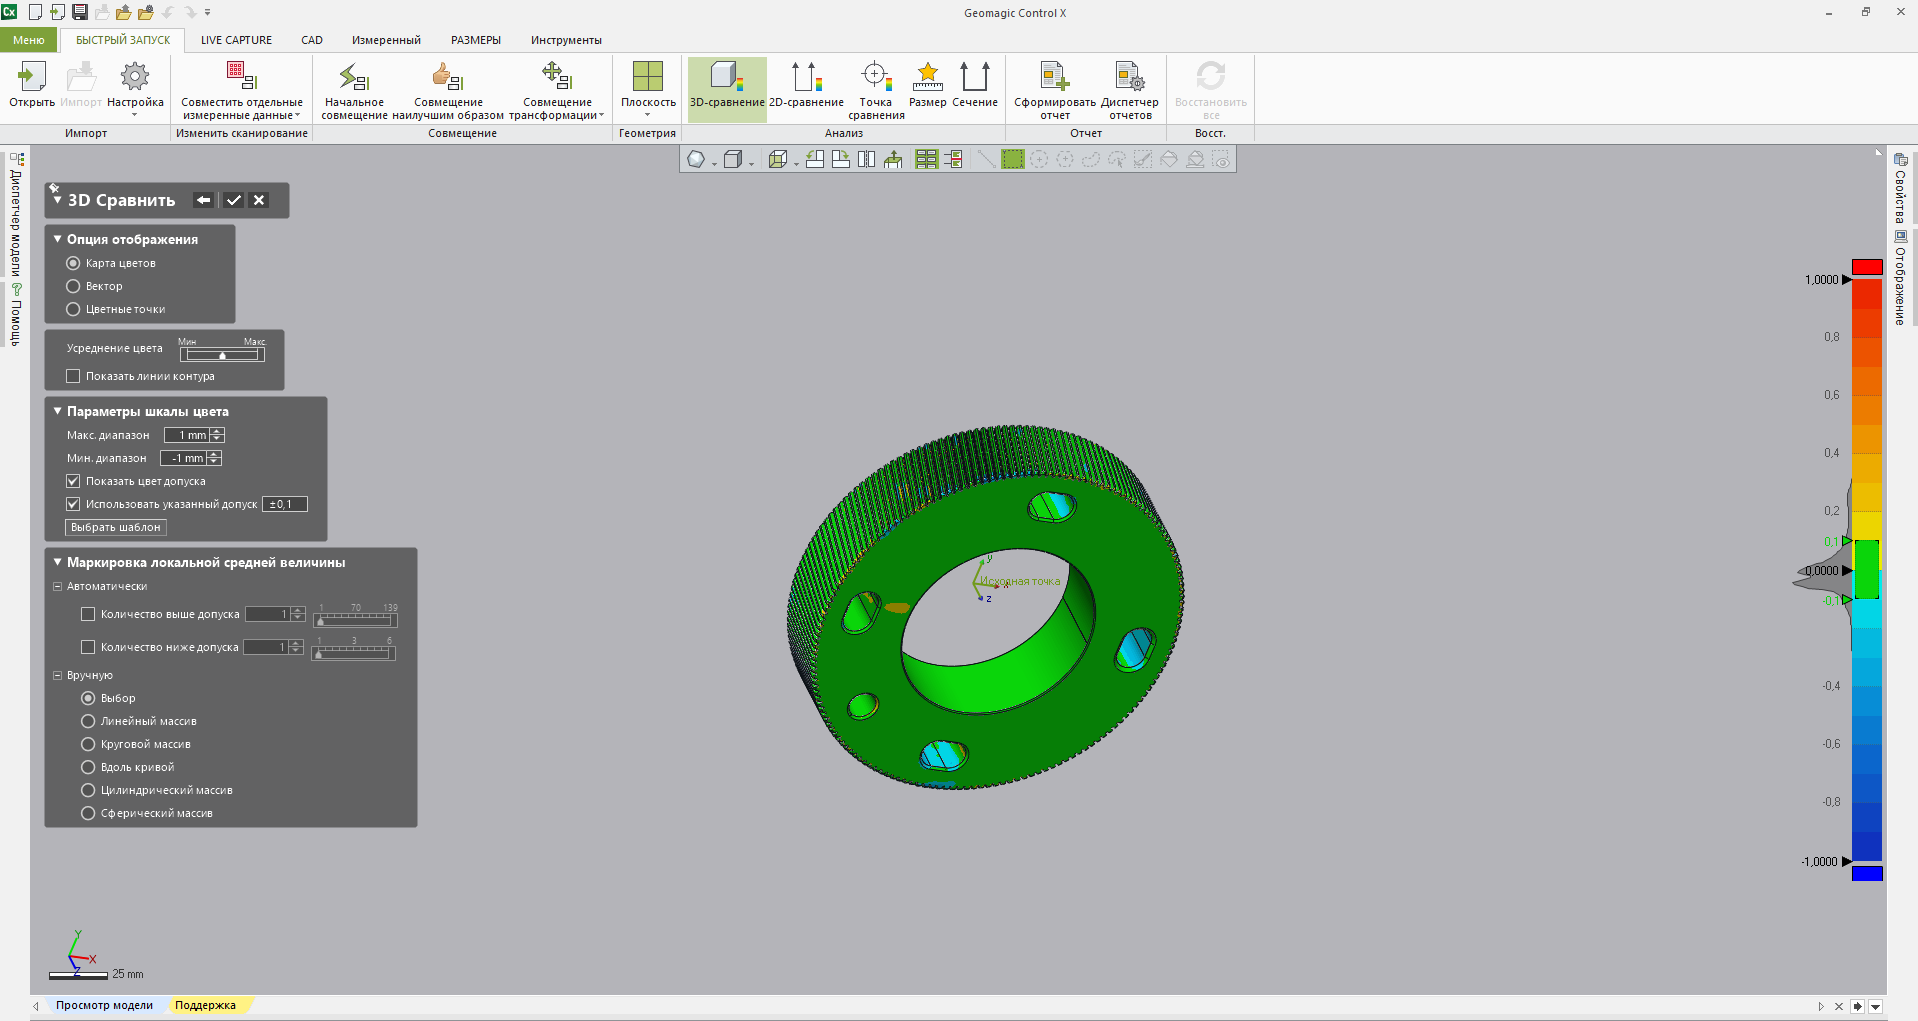 Geomagic Control X
Меню
БЫСТРЫЙ ЗАПУСК
LIVE CAPTURE
CAD
Измеренный
РАЗМЕРЫ
Инструменты
Открыть
Импорт
Настройка
Совместить отдельные
измеренные данные
Начальное
совмещение
Совмещение
наилучшим образом
Совмещение
трансформации
Плоскость
3D-сравнение
2D-сравнение
Точка
сравнения
Размер
Сечение
Сформировать
отчет
Диспетчер
отчетов
Восстановить
все
Импорт
Изменить сканирование
Совмещение
Геометрия
Анализ
Отчет
Восст.
Диспетчер модели
Помощь
Свойства
Отображение
3D Сравнить
Опция отображения
Карта цветов
Вектор
Цветные точки
Усреднение цвета
Мин
Макс.
Показать линии контура
Параметры шкалы цвета
Макс. диапазон 1 mm
Мин. диапазон -1 mm
Показать цвет допуска
Использовать указанный допуск ±0,1
Выбрать шаблон
Маркировка локальной средней величины
Автоматически
Количество выше допуска 1
1 70 139
Количество ниже допуска 1
1 3 6
Вручную
Выбор
Линейный массив
Круговой массив
Вдоль кривой
Цилиндрический массив
Сферический массив
y
Исходная точка
x
z
1,0000
0,8
0,6
0,4
0,2
0,1
0,0000
-0,1
-0,4
-0,6
-0,8
-1,0000
Y
X
Z
25 mm
Просмотр модели
Поддержка